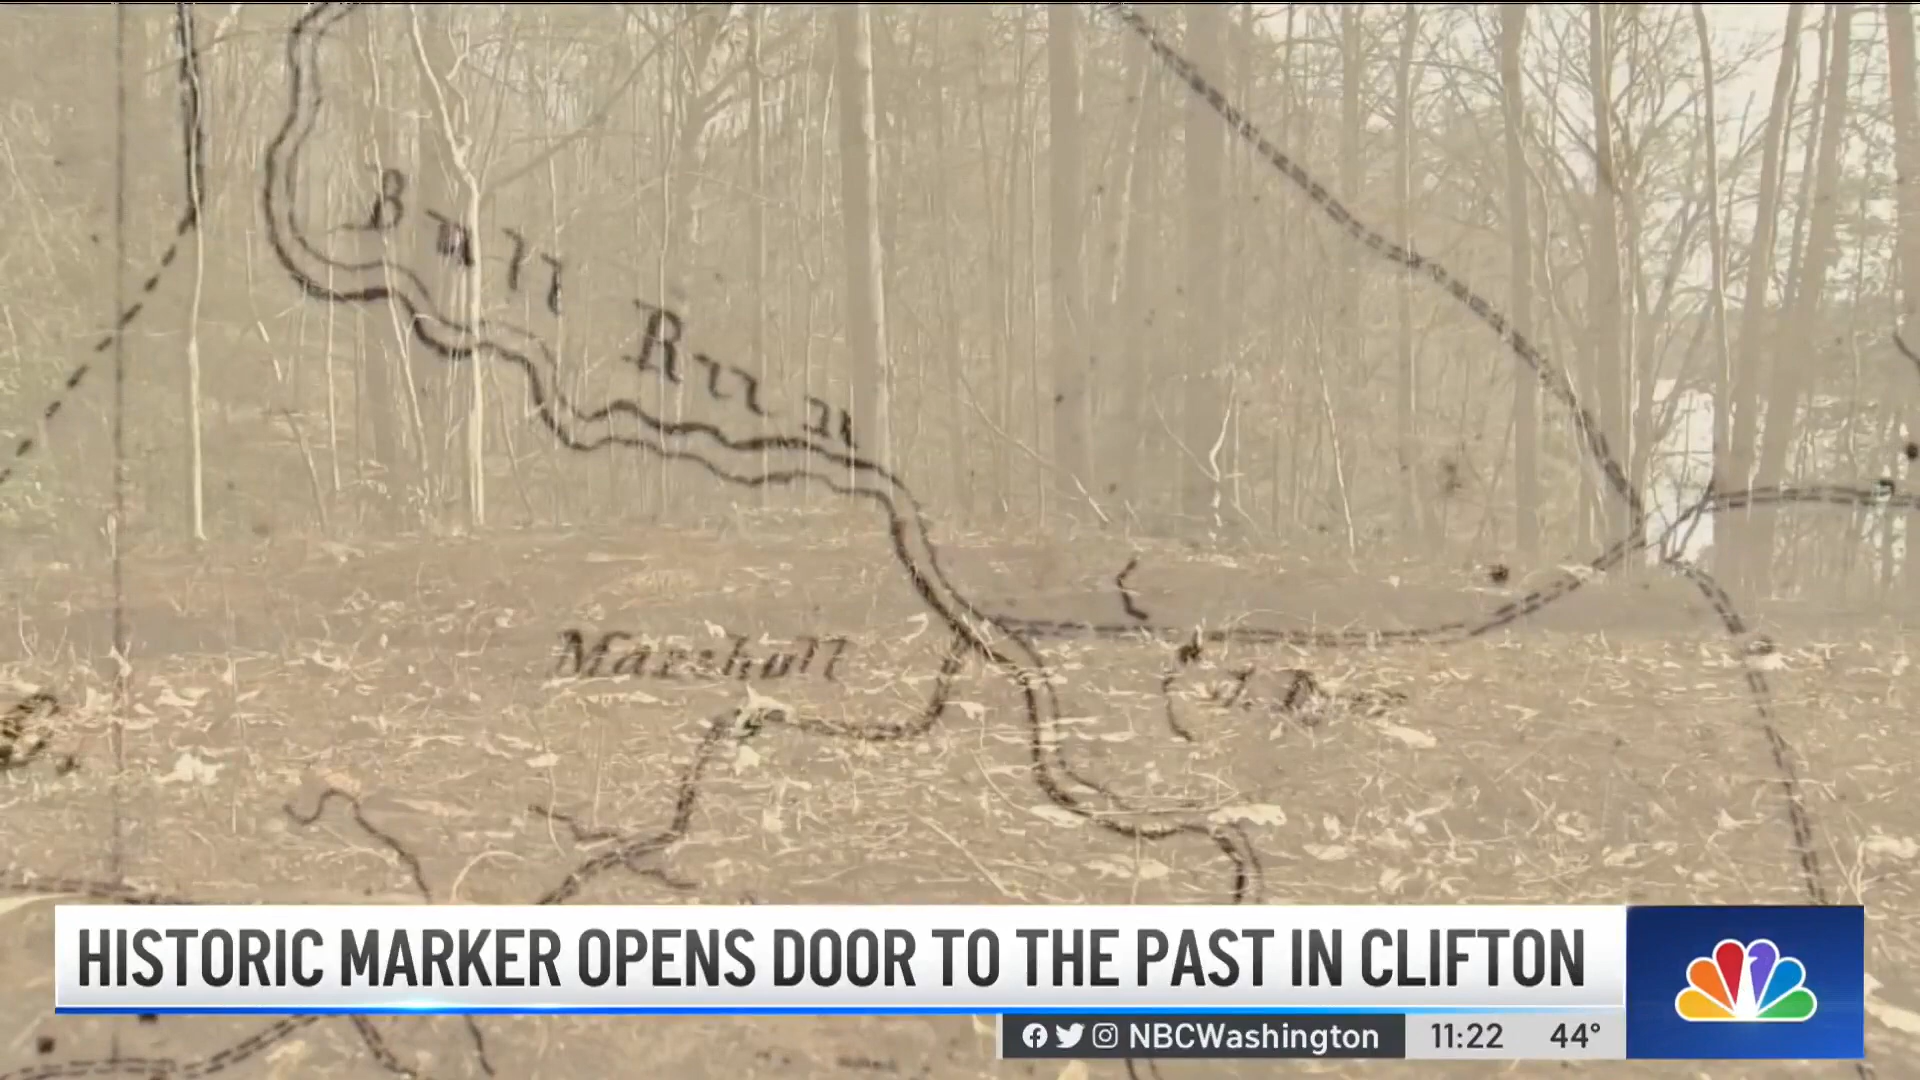 Bull Run
Marshall
HISTORIC MARKER OPENS DOOR TO THE PAST IN CLIFTON
NBCWashington 11:22 44°